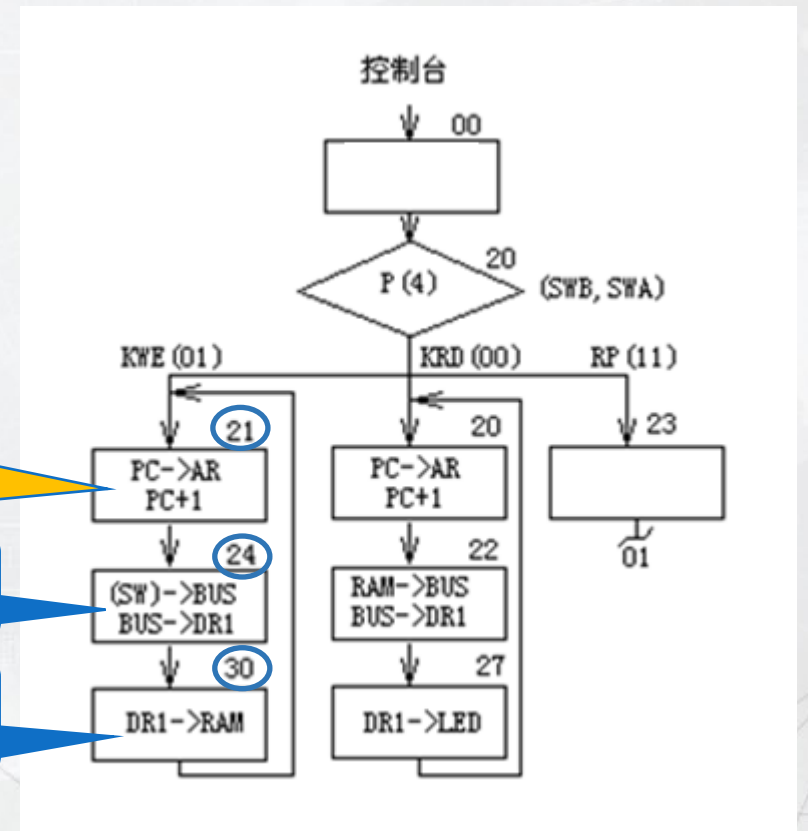 控制台
00
20
P(4)
(SWB, SWA)
KWE(01)
KRD(00)
RP(11)
21
20
23
PC->AR
PC+1
PC->AR
PC+1
01
24
22
(SW)->BUS
BUS->DR1
RAM->BUS
BUS->DR1
30
27
DR1->RAM
DR1->LED